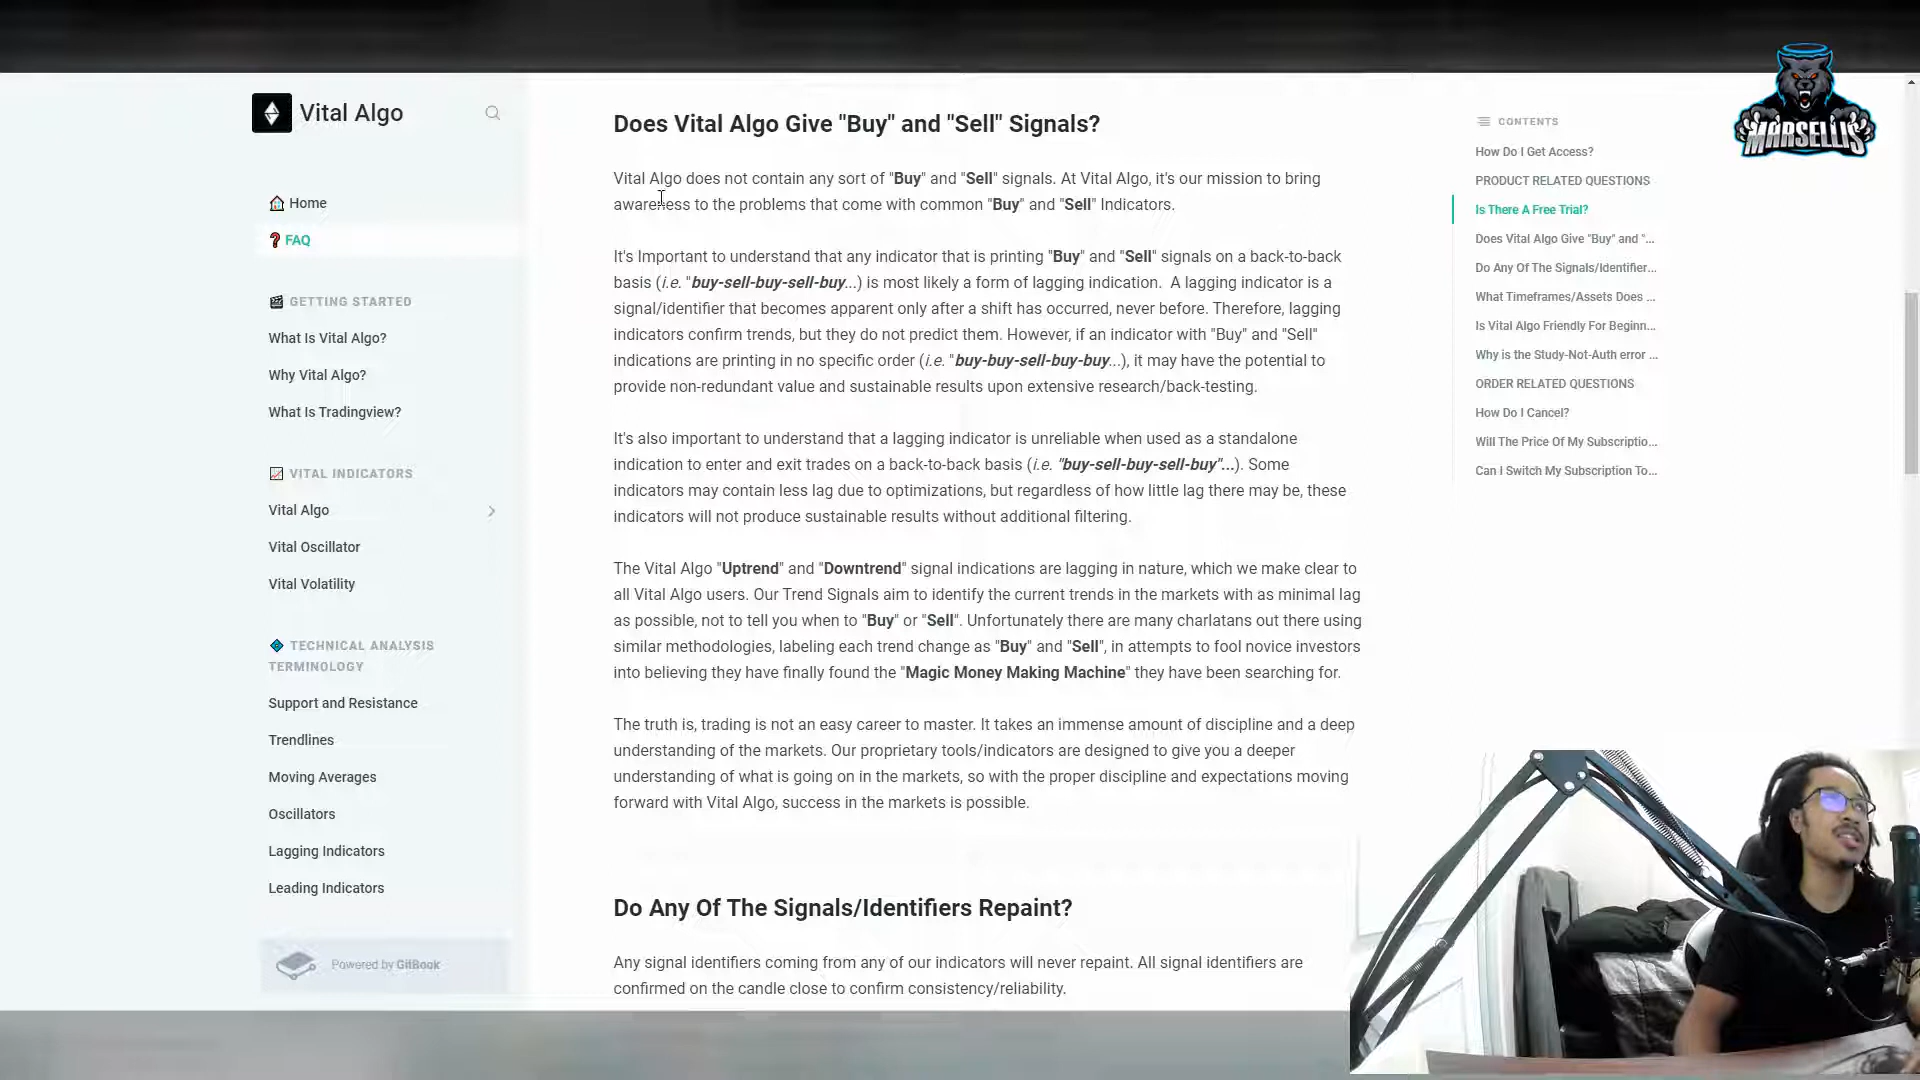 Vital Algo
Home
FAQ
GETTING STARTED
What Is Vital Algo?
Why Vital Algo?
What Is Tradingview?
VITAL INDICATORS
Vital Algo
Vital Oscillator
Vital Volatility
TECHNICAL ANALYSIS
TERMINOLOGY
Support and Resistance
Trendlines
Moving Averages
Oscillators
Lagging Indicators
Leading Indicators
Powered by GitBook
Does Vital Algo Give "Buy" and "Sell" Signals?
Vital Algo does not contain any sort of "Buy" and "Sell" signals. At Vital Algo, it's our mission to bring
awareness to the problems that come with common "Buy" and "Sell" Indicators.
It's Important to understand that any indicator that is printing "Buy" and "Sell" signals on a back-to-back
basis (i.e. "buy-sell-buy-sell-buy...) is most likely a form of lagging indication.  A lagging indicator is a
signal/identifier that becomes apparent only after a shift has occurred, never before. Therefore, lagging
indicators confirm trends, but they do not predict them. However, if an indicator with "Buy" and "Sell"
indications are printing in no specific order (i.e. "buy-buy-sell-buy-buy...), it may have the potential to
provide non-redundant value and sustainable results upon extensive research/back-testing.
It's also important to understand that a lagging indicator is unreliable when used as a standalone
indication to enter and exit trades on a back-to-back basis (i.e. "buy-sell-buy-sell-buy"...). Some
indicators may contain less lag due to optimizations, but regardless of how little lag there may be, these
indicators will not produce sustainable results without additional filtering.
The Vital Algo "Uptrend" and "Downtrend" signal indications are lagging in nature, which we make clear to
all Vital Algo users. Our Trend Signals aim to identify the current trends in the markets with as minimal lag
as possible, not to tell you when to "Buy" or "Sell". Unfortunately there are many charlatans out there using
similar methodologies, labeling each trend change as "Buy" and "Sell", in attempts to fool novice investors
into believing they have finally found the "Magic Money Making Machine" they have been searching for.
The truth is, trading is not an easy career to master. It takes an immense amount of discipline and a deep
understanding of the markets. Our proprietary tools/indicators are designed to give you a deeper
understanding of what is going on in the markets, so with the proper discipline and expectations moving
forward with Vital Algo, success in the markets is possible.
Do Any Of The Signals/Identifiers Repaint?
Any signal identifiers coming from any of our indicators will never repaint. All signal identifiers are
confirmed on the candle close to confirm consistency/reliability.
CONTENTS
How Do I Get Access?
PRODUCT RELATED QUESTIONS
Is There A Free Trial?
Does Vital Algo Give "Buy" and "...
Do Any Of The Signals/Identifier...
What Timeframes/Assets Does ...
Is Vital Algo Friendly For Beginn...
Why is the Study-Not-Auth error ...
ORDER RELATED QUESTIONS
How Do I Cancel?
Will The Price Of My Subscriptio...
Can I Switch My Subscription To...
MARSELLIS